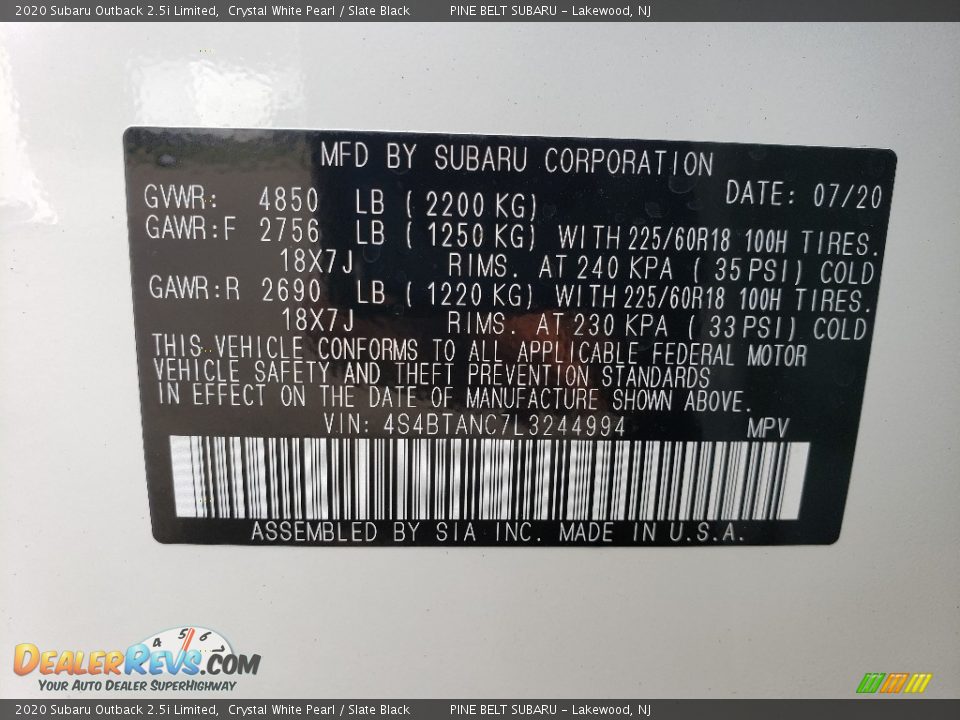 2020 Subaru Outback 2.5i Limited, Crystal White Pearl / Slate Black PINE BELT SUBARU - Lakewood, NJ
MFD BY SUBARU CORPORATION
GVWR: 4850 LB ( 2200 KG) DATE: 07/20
GAWR:F 2756 LB ( 1250 KG) WITH 225/60R18 100H TIRES.
18X7J RIMS. AT 240 KPA ( 35 PSI) COLD
GAWR:R 2690 LB ( 1220 KG) WITH 225/60R18 100H TIRES.
18X7J RIMS. AT 230 KPA ( 33 PSI) COLD
THIS VEHICLE CONFORMS TO ALL APPLICABLE FEDERAL MOTOR
VEHICLE SAFETY AND THEFT PREVENTION STANDARDS
IN EFFECT ON THE DATE OF MANUFACTURE SHOWN ABOVE.
VIN: 4S4BTANC7L3244994 MPV
ASSEMBLED BY SIA INC. MADE IN U.S.A.
4 5 6 7
DEALERREVS.COM
YOUR AUTO DEALER SUPERHIGHWAY
2020 Subaru Outback 2.5i Limited, Crystal White Pearl / Slate Black PINE BELT SUBARU - Lakewood, NJ